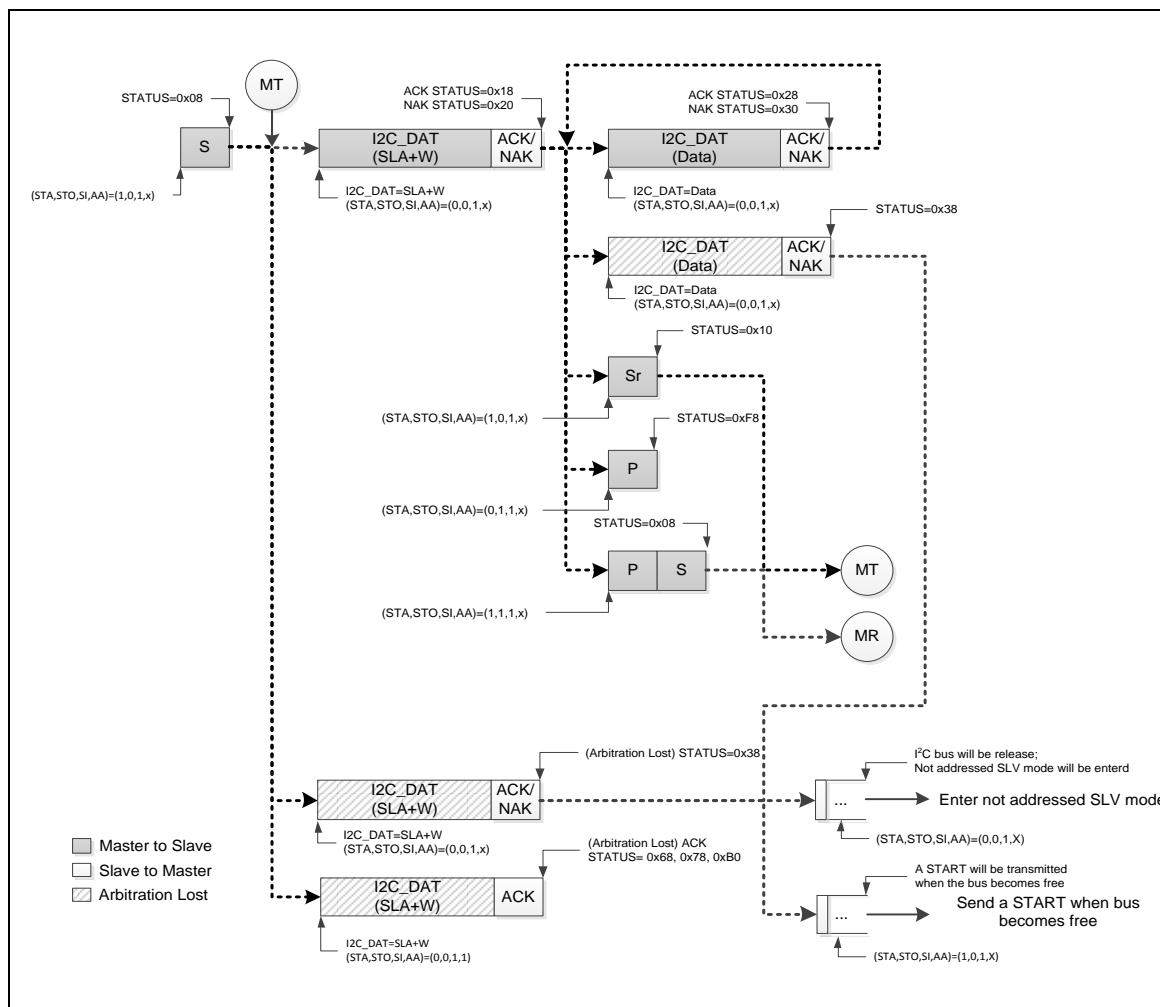 MT
STATUS=0x08
ACK STATUS=0x18
NAK STATUS=0x20
ACK STATUS=0x28
NAK STATUS=0x30
S
I2C_DAT
(SLA+W)
ACK/
NAK
I2C_DAT
(Data)
ACK/
NAK
(STA,STO,SI,AA)=(1,0,1,x)
I2C_DAT=SLA+W
(STA,STO,SI,AA)=(0,0,1,x)
I2C_DAT=Data
(STA,STO,SI,AA)=(0,0,1,x)
STATUS=0x38
I2C_DAT
(Data)
ACK/
NAK
I2C_DAT=Data
(STA,STO,SI,AA)=(0,0,1,x)
STATUS=0x10
Sr
(STA,STO,SI,AA)=(1,0,1,x)
STATUS=0xF8
P
(STA,STO,SI,AA)=(0,1,1,x)
STATUS=0x08
P
S
MT
(STA,STO,SI,AA)=(1,1,1,x)
MR
(Arbitration Lost) STATUS=0x38
I2C_DAT
(SLA+W)
ACK/
NAK
I2C_DAT=SLA+W
(STA,STO,SI,AA)=(0,0,1,x)
I²C bus will be release;
Not addressed SLV mode will be enterd
...
Enter not addressed SLV mode
(STA,STO,SI,AA)=(0,0,1,X)
(Arbitration Lost) ACK
STATUS= 0x68, 0x78, 0xB0
I2C_DAT
(SLA+W)
ACK
I2C_DAT=SLA+W
(STA,STO,SI,AA)=(0,0,1,1)
A START will be transmitted
when the bus becomes free
...
Send a START when bus
becomes free
(STA,STO,SI,AA)=(1,0,1,X)
Master to Slave
Slave to Master
Arbitration Lost